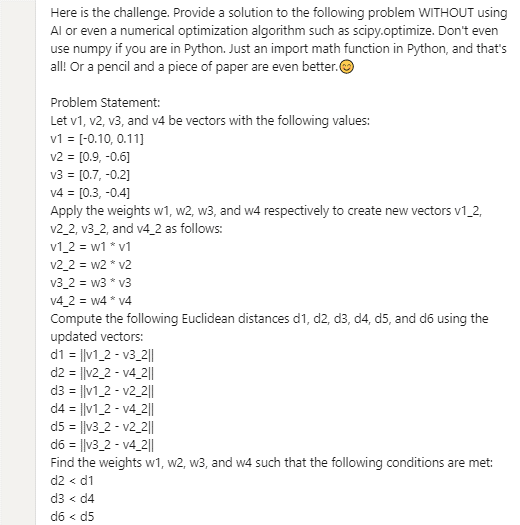 Here is the challenge. Provide a solution to the following problem WITHOUT using
AI or even a numerical optimization algorithm such as scipy.optimize. Don't even
use numpy if you are in Python. Just an import math function in Python, and that's
all! Or a pencil and a piece of paper are even better.😊
Problem Statement:
Let v1, v2, v3, and v4 be vectors with the following values:
v1 = [-0.10, 0.11]
v2 = [0.9, -0.6]
v3 = [0.7, -0.2]
v4 = [0.3, -0.4]
Apply the weights w1, w2, w3, and w4 respectively to create new vectors v1_2,
v2_2, v3_2, and v4_2 as follows:
v1_2 = w1 * v1
v2_2 = w2 * v2
v3_2 = w3 * v3
v4_2 = w4 * v4
Compute the following Euclidean distances d1, d2, d3, d4, d5, and d6 using the
updated vectors:
d1 = ||v1_2 - v3_2||
d2 = ||v2_2 - v4_2||
d3 = ||v1_2 - v2_2||
d4 = ||v1_2 - v4_2||
d5 = ||v3_2 - v2_2||
d6 = ||v3_2 - v4_2||
Find the weights w1, w2, w3, and w4 such that the following conditions are met:
d2 < d1
d3 < d4
d6 < d5